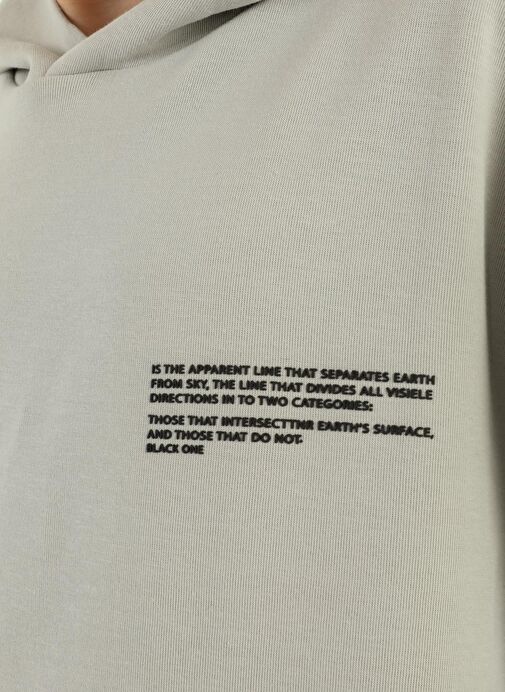 IS THE APPARENT LINE THAT SEPARATES EARTH
FROM SKY, THE LINE THAT DIVIDES ALL VISIELE
DIRECTIONS IN TO TWO CATEGORIES:
THOSE THAT INTERSECTTNR EARTH'S SURFACE,
AND THOSE THAT DO NOT.
BLACK ONE